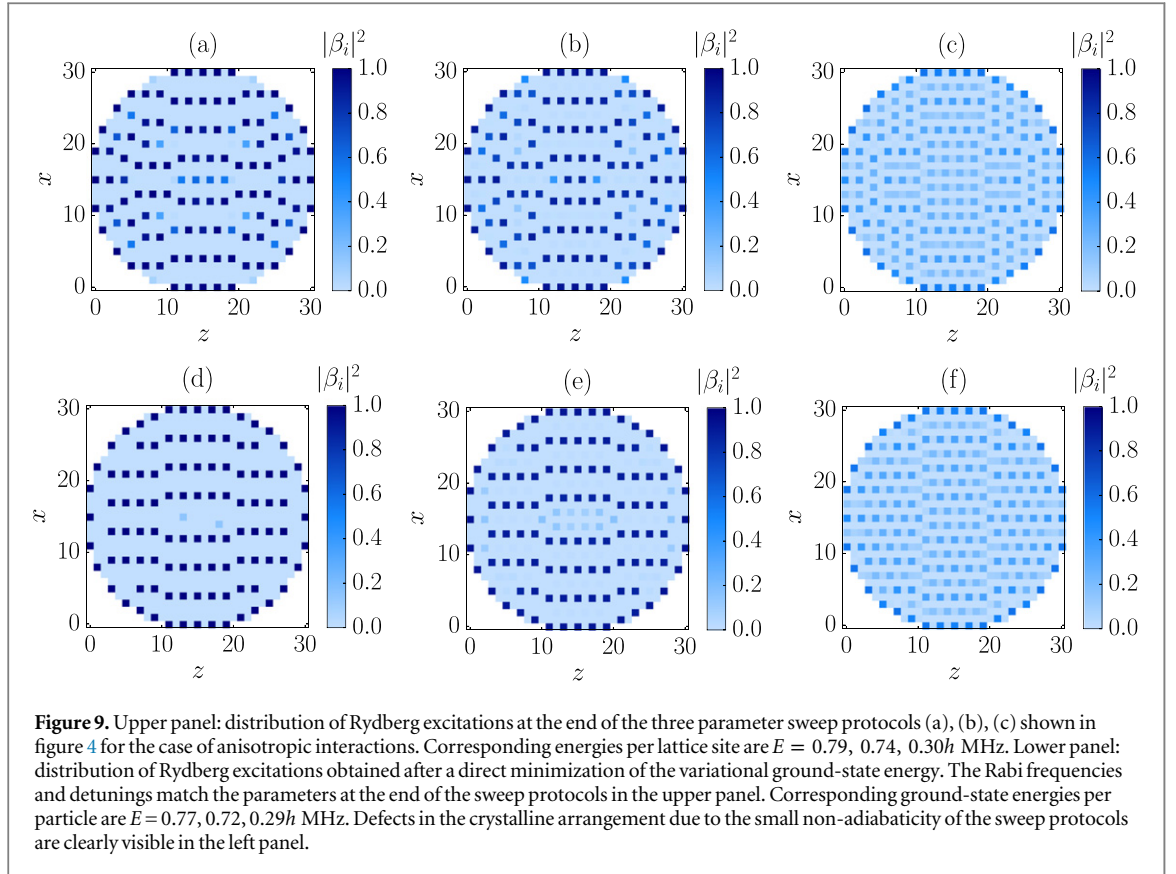 (a) |βᵢ|² (b) |βᵢ|² (c) |βᵢ|²
30 1.0 30 1.0 30 1.0
0.8 0.8 0.8
20 20 20
0.6 0.6 0.6
x x x
0.4 0.4 0.4
10 10 10
0.2 0.2 0.2
0 0.0 0 0.0 0 0.0
0 10 20 30 0 10 20 30 0 10 20 30
z z z
(d) |βᵢ|² (e) |βᵢ|² (f) |βᵢ|²
30 1.0 30 1.0 30 1.0
0.8 0.8 0.8
20 20 20
0.6 0.6 0.6
x x x
0.4 0.4 0.4
10 10 10
0.2 0.2 0.2
0 0.0 0 0.0 0 0.0
0 10 20 30 0 10 20 30 0 10 20 30
z z z
Figure 9. Upper panel: distribution of Rydberg excitations at the end of the three parameter sweep protocols (a), (b), (c) shown in
figure 4 for the case of anisotropic interactions. Corresponding energies per lattice site are E = 0.79, 0.74, 0.30h MHz. Lower panel:
distribution of Rydberg excitations obtained after a direct minimization of the variational ground-state energy. The Rabi frequencies
and detunings match the parameters at the end of the sweep protocols in the upper panel. Corresponding ground-state energies per
particle are E = 0.77, 0.72, 0.29h MHz. Defects in the crystalline arrangement due to the small non-adiabaticity of the sweep protocols
are clearly visible in the left panel.